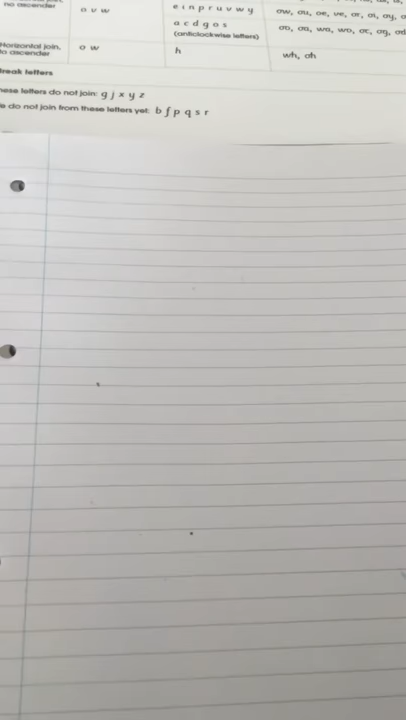 no ascender
o v w
e i n p r u v w y
ow, ou, oe, ve, or, oi, oy,
a c d g o s
(anticlockwise letters)
oo, oa, wa, wo, oc, og, od
Horizontal join,
to ascender
o w
h
wh, oh
Break letters
These letters do not join: g j x y z
We do not join from these letters yet: b f p q s r